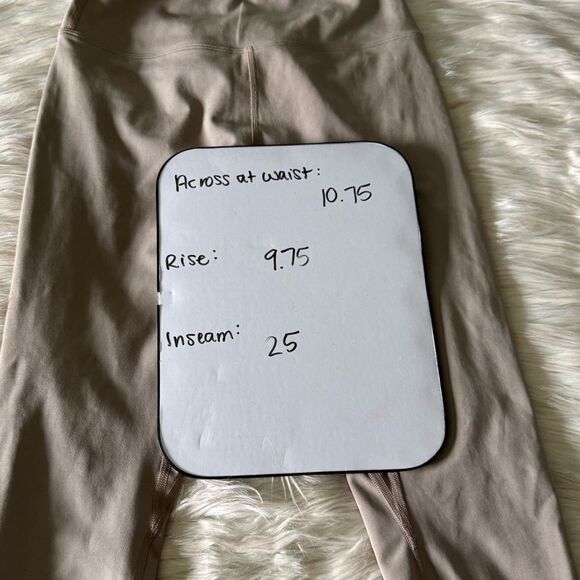 Across at waist:
10.75
Rise: 9.75
Inseam: 25